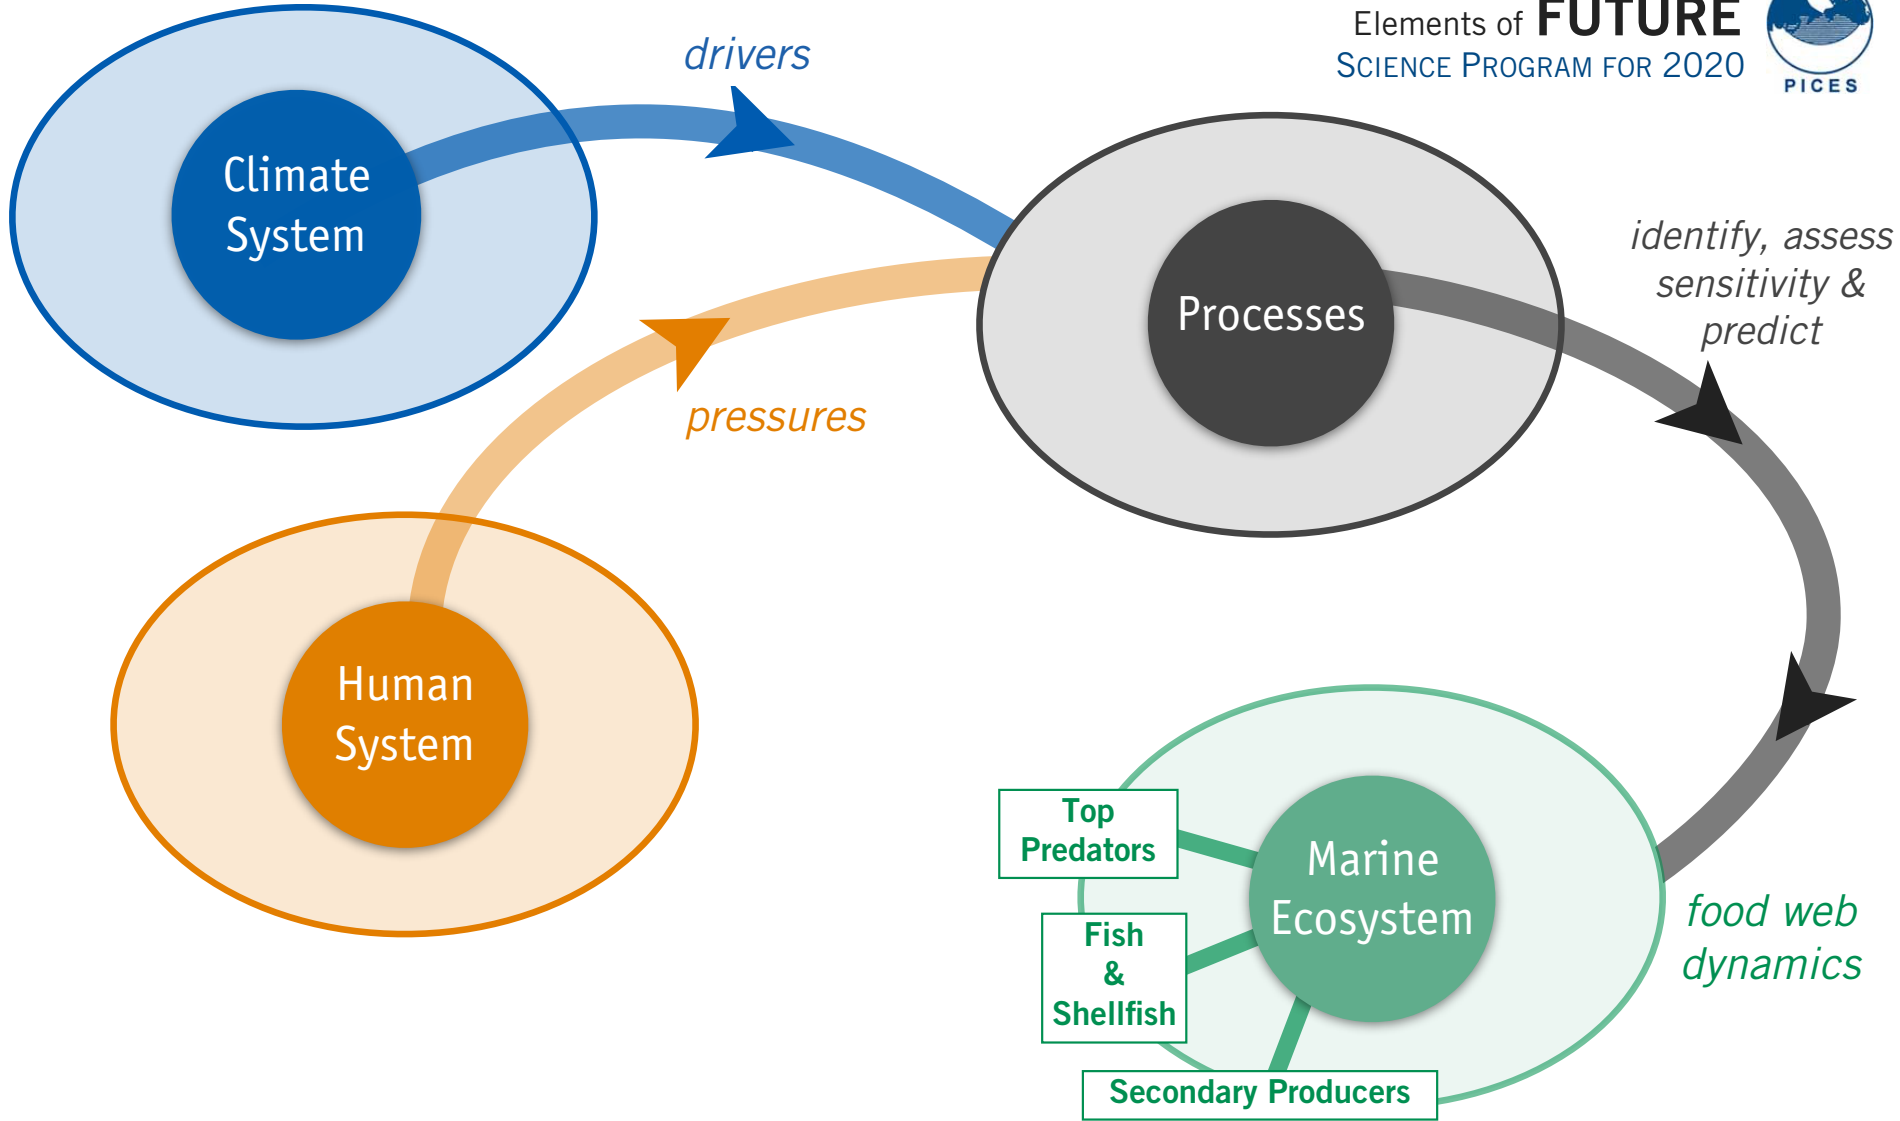 Elements of FUTURE
SCIENCE PROGRAM FOR 2020
PICES
drivers
Climate
System
Processes
identify, assess
sensitivity &
predict
pressures
Human
System
Top
Predators
Fish
&
Shellfish
Secondary Producers
Marine
Ecosystem
food web
dynamics